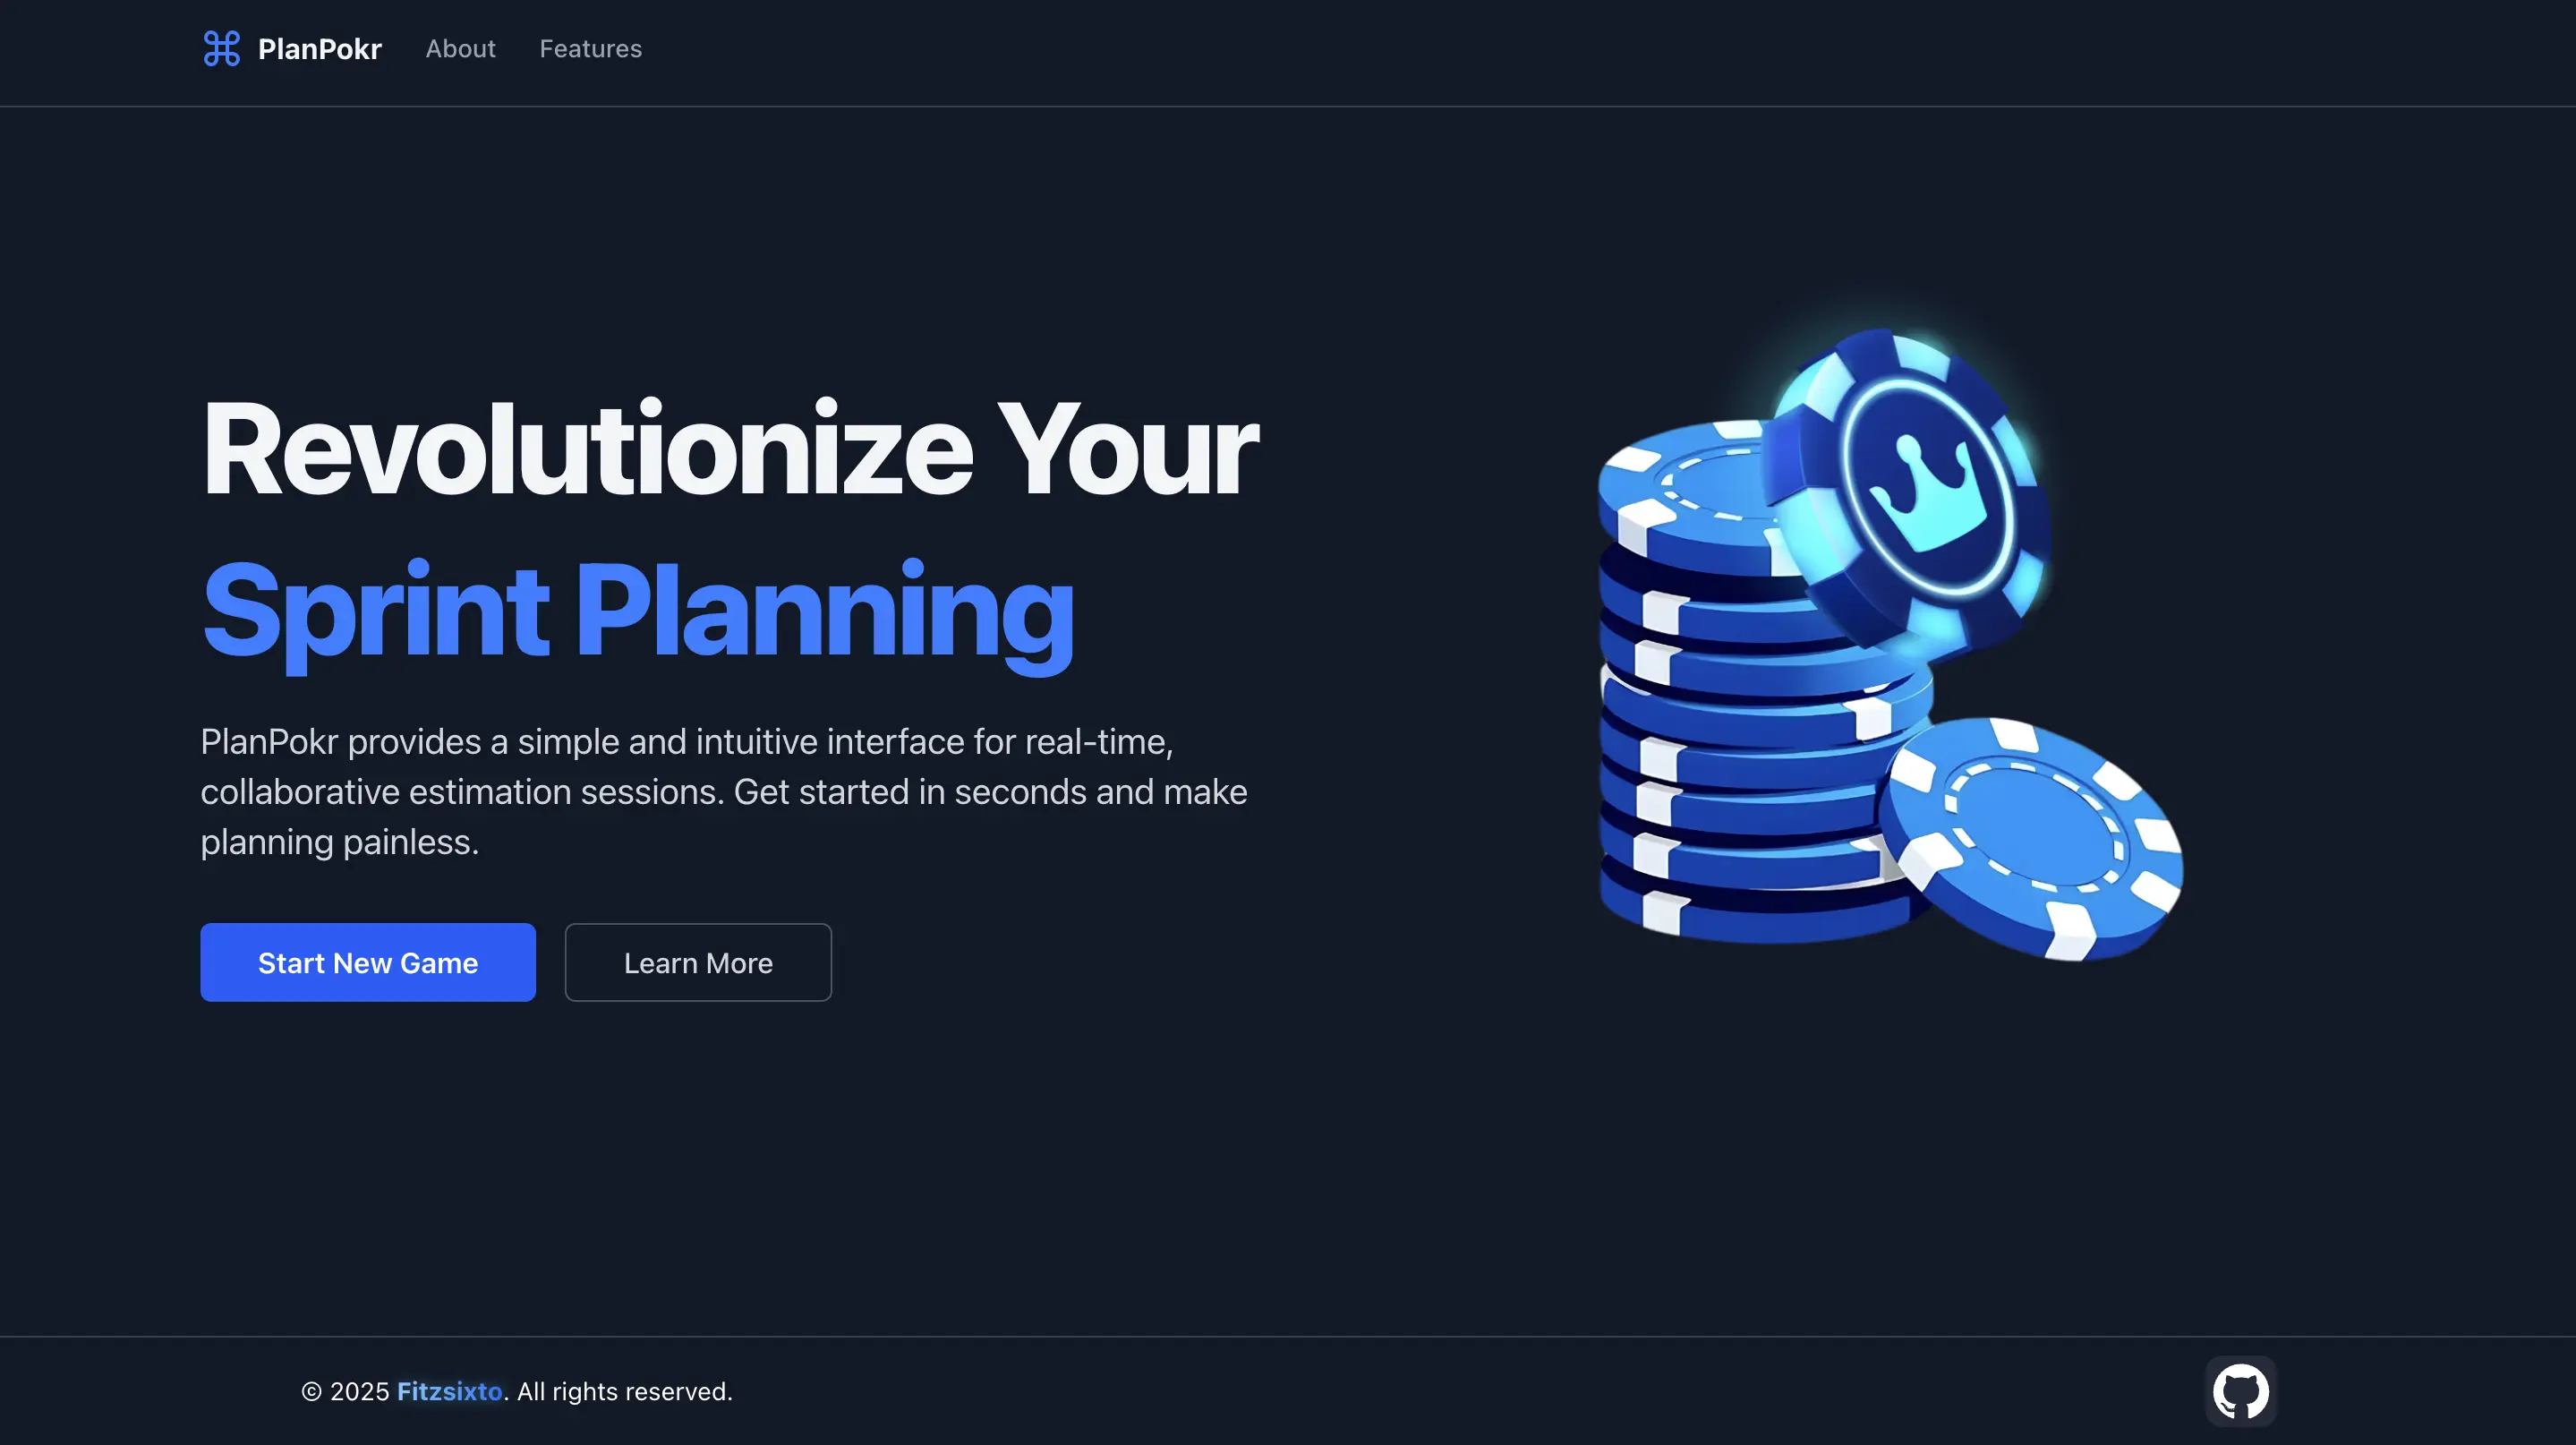 PlanPokr About Features
Revolutionize Your
Sprint Planning
PlanPokr provides a simple and intuitive interface for real-time,
collaborative estimation sessions. Get started in seconds and make
planning painless.
Start New Game Learn More
© 2025 Fitzsixto. All rights reserved.